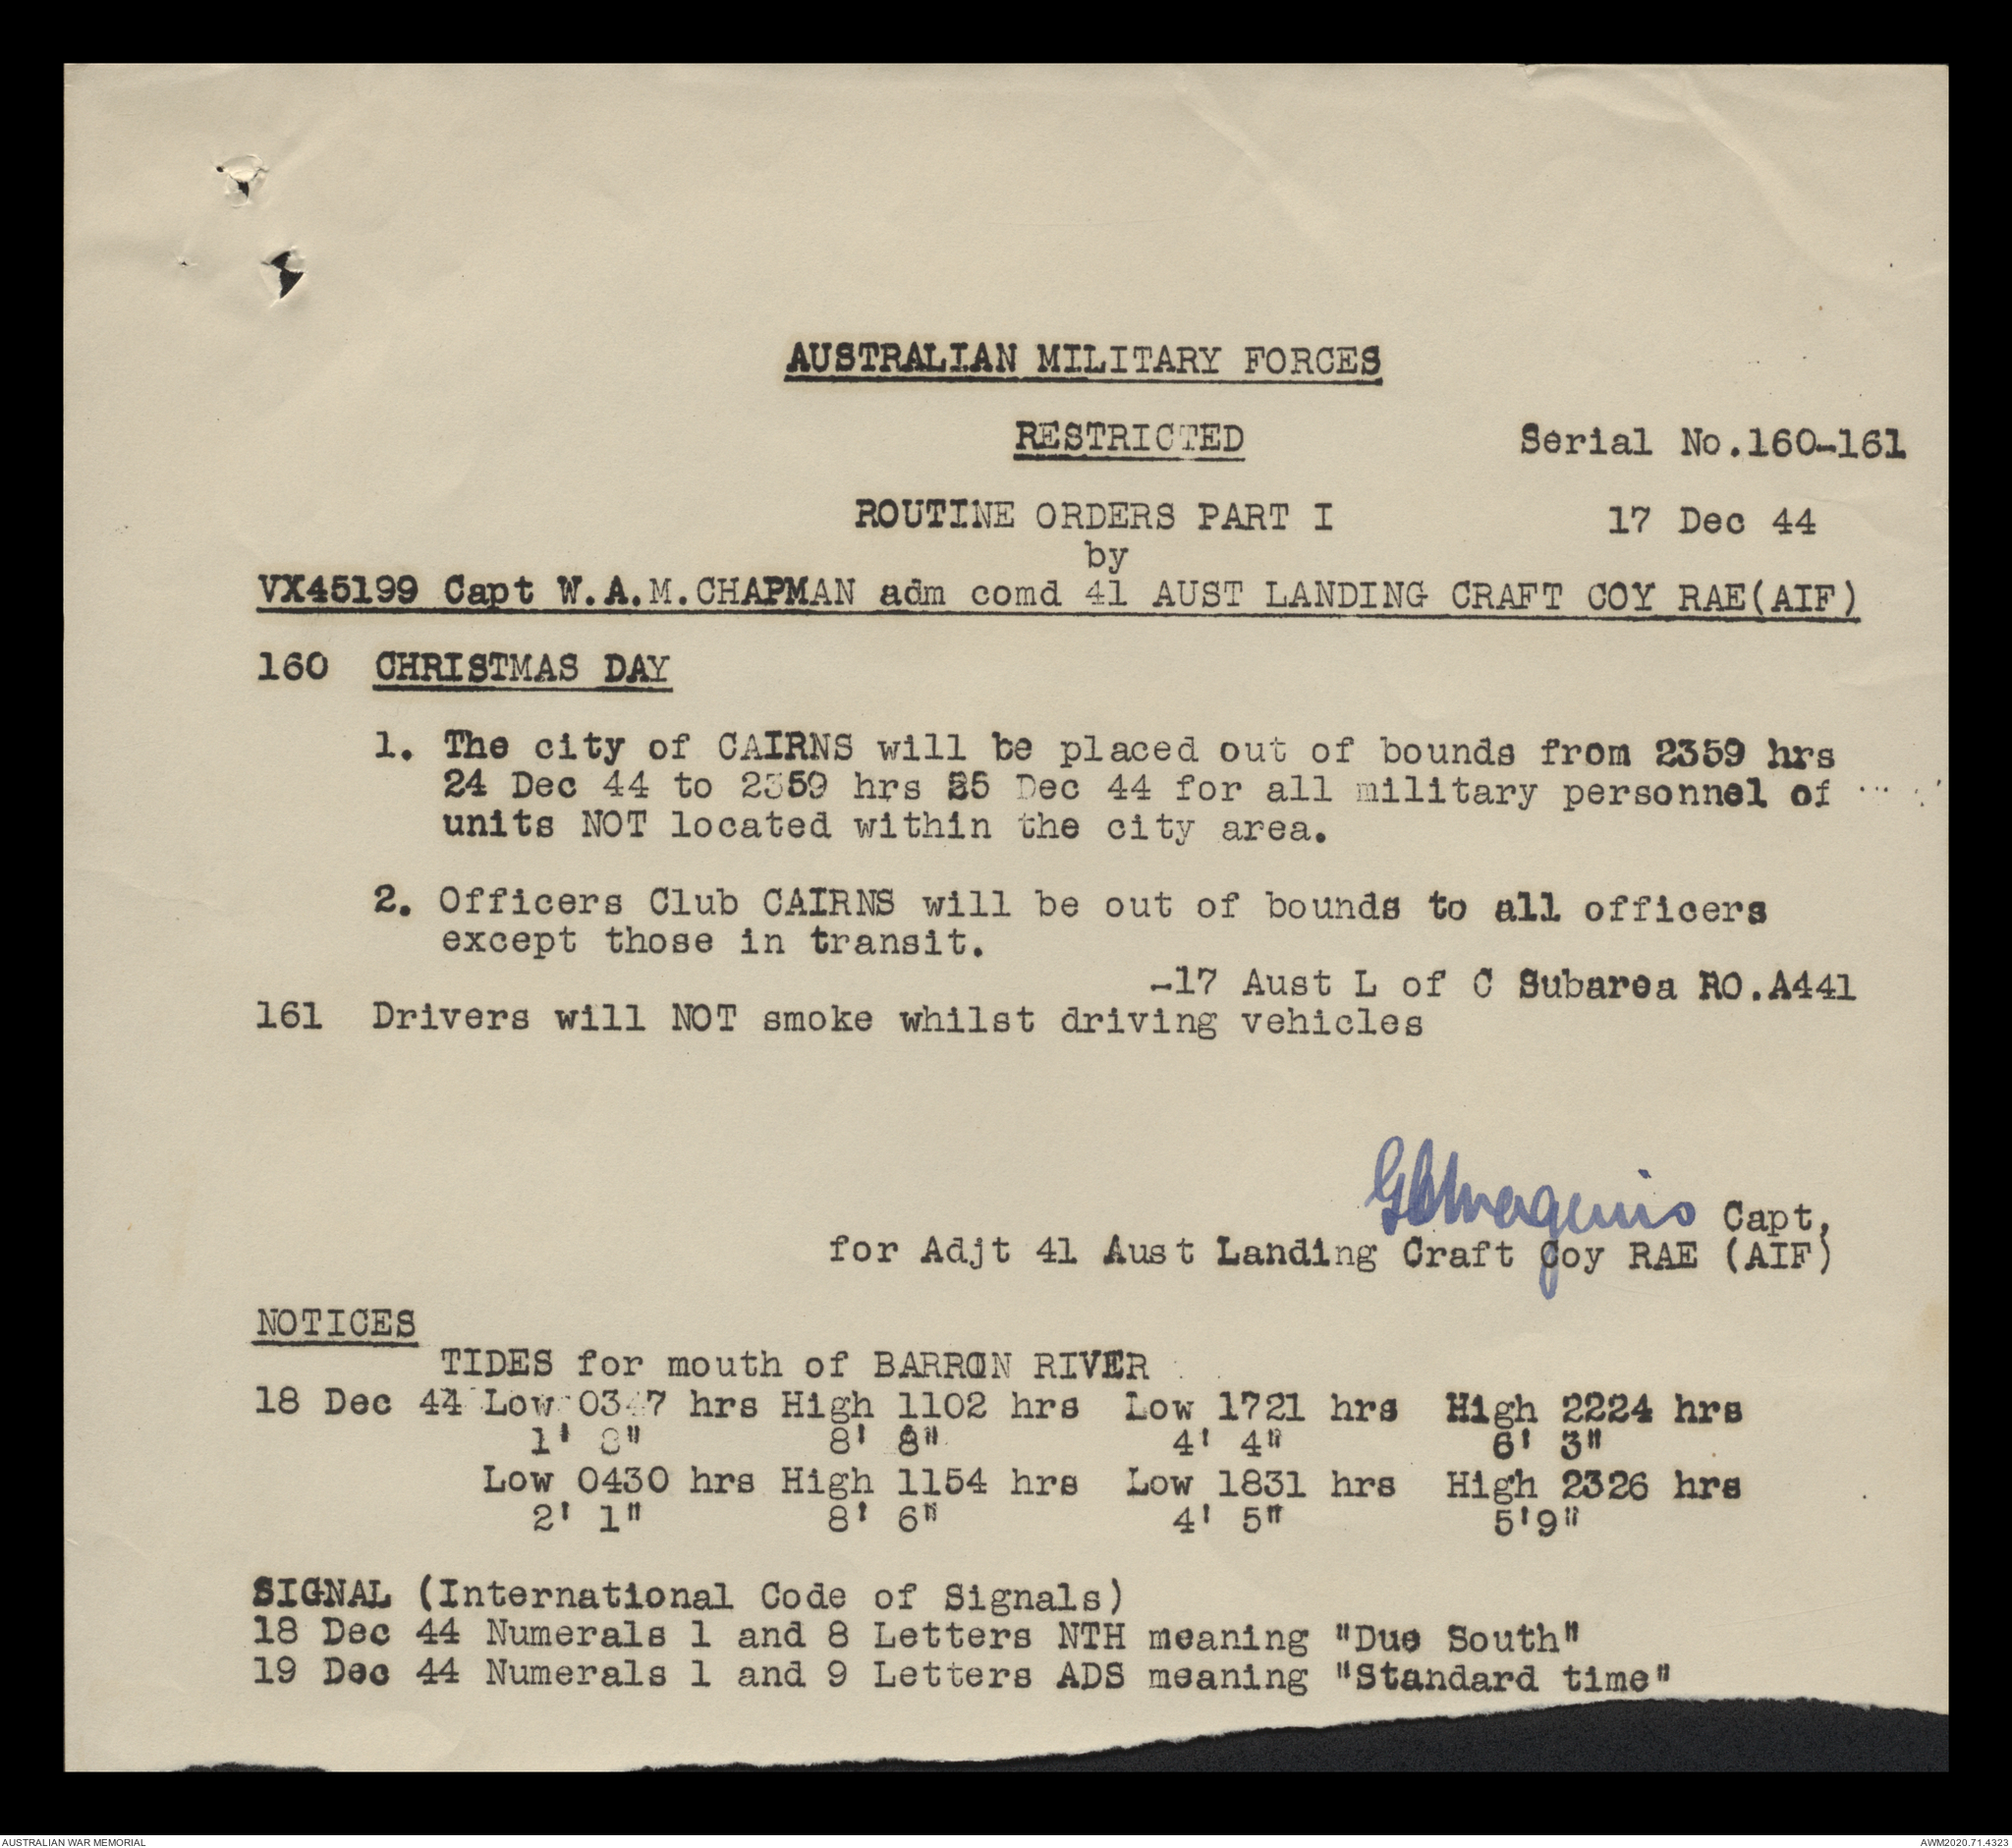 AUSTRALIAN MILITARY FORCES
RESTRICTED Serial No.160-161
ROUTINE ORDERS PART I 17 Dec 44
by
VX45199 Capt W.A.M.CHAPMAN adm comd 41 AUST LANDING CRAFT COY RAE(AIF)
160 CHRISTMAS DAY
1. The city of CAIRNS will be placed out of bounds from 2359 hrs
24 Dec 44 to 2359 hrs 25 Dec 44 for all military personnel of
units NOT located within the city area.
2. Officers Club CAIRNS will be out of bounds to all officers
except those in transit.
-17 Aust L of C Subarea RO.A441
161 Drivers will NOT smoke whilst driving vehicles
Capt,
for Adjt 41 Aust Landing Craft Coy RAE (AIF)
NOTICES
TIDES for mouth of BARRON RIVER
18 Dec 44 Low hrs High 1102 hrs Low 1721 hrs High 2224 hrs
1' 8" 8' 8" 4' 4" 6' 3"
Low 0430 hrs High 1154 hrs Low 1831 hrs High 2326 hrs
2' 1" 8' 6" 4' 5" 5'9"
SIGNAL (International Code of Signals)
18 Dec 44 Numerals 1 and 8 Letters NTH meaning "Due South"
19 Dec 44 Numerals 1 and 9 Letters ADS meaning "Standard time"
AUSTRALIAN WAR MEMORIAL AWM2020.71.4323